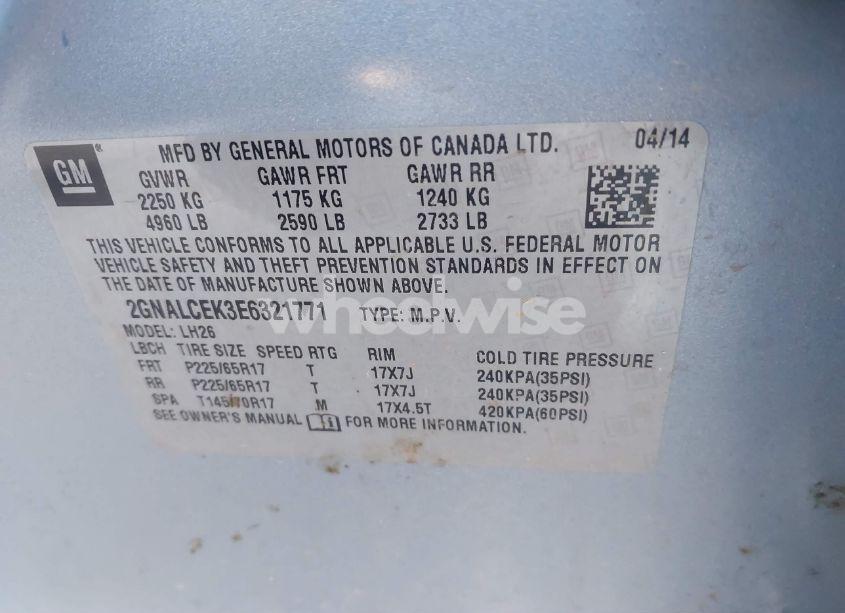 GM ® MFD BY GENERAL MOTORS OF CANADA LTD. 04/14
GVWR GAWR FRT GAWR RR
2250 KG 1175 KG 1240 KG
4960 LB 2590 LB 2733 LB
THIS VEHICLE CONFORMS TO ALL APPLICABLE U.S. FEDERAL MOTOR
VEHICLE SAFETY AND THEFT PREVENTION STANDARDS IN EFFECT ON
THE DATE OF MANUFACTURE SHOWN ABOVE.
2GNALCEK3E6321771 TYPE: M.P.V.
wheelwise
MODEL: LH26
LBCH TIRE SIZE SPEED RTG RIM COLD TIRE PRESSURE
FRT P225/65R17 T 17X7J 240KPA(35PSI)
RR P225/65R17 T 17X7J 240KPA(35PSI)
SPA T145/70R17 M 17X4.5T 420KPA(60PSI)
SEE OWNER'S MANUAL FOR MORE INFORMATION.